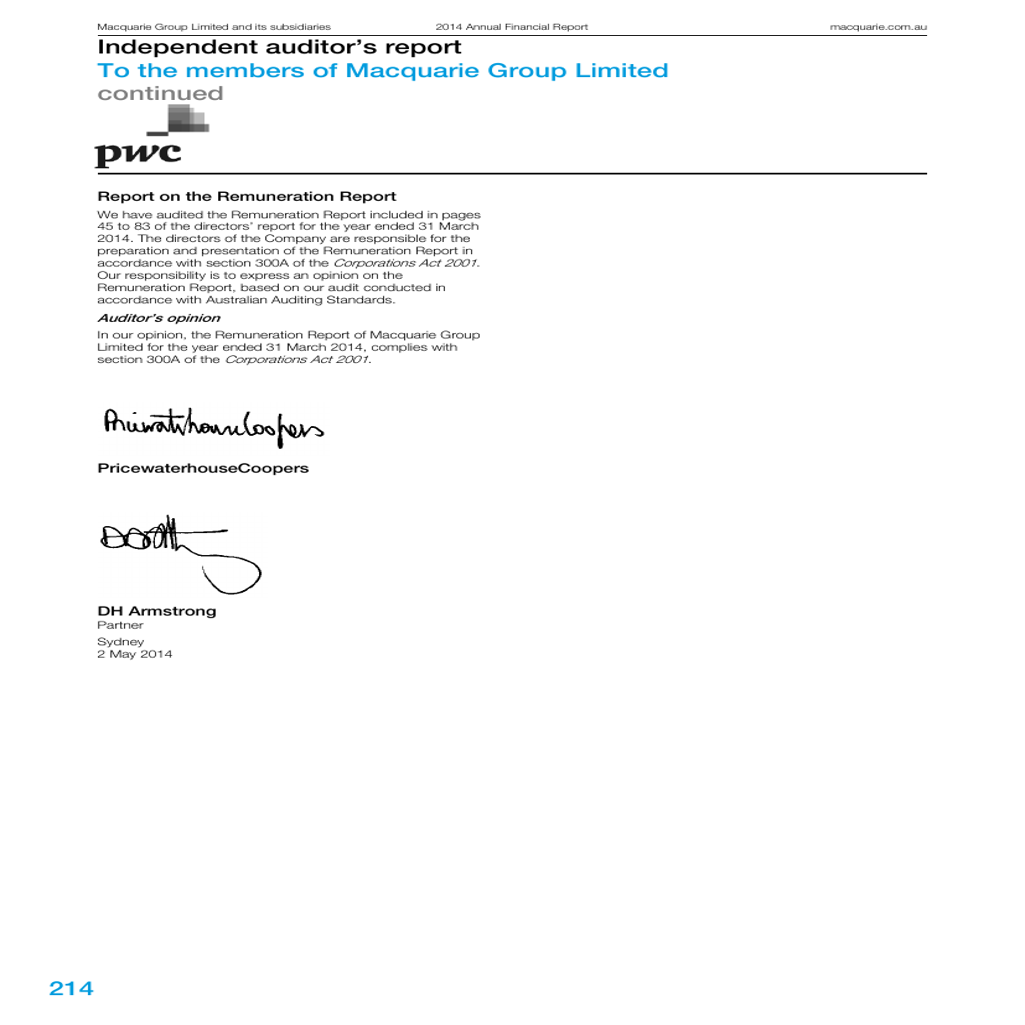 Macquarie Group Limited and its subsidiaries 2014 Annual Financial Report macquarie.com.au
Independent auditor's report
To the members of Macquarie Group Limited
continued
pwc
Report on the Remuneration Report
We have audited the Remuneration Report included in pages
45 to 83 of the directors' report for the year ended 31 March
2014. The directors of the Company are responsible for the
preparation and presentation of the Remuneration Report in
accordance with section 300A of the Corporations Act 2001.
Our responsibility is to express an opinion on the
Remuneration Report, based on our audit conducted in
accordance with Australian Auditing Standards.
Auditor's opinion
In our opinion, the Remuneration Report of Macquarie Group
Limited for the year ended 31 March 2014, complies with
section 300A of the Corporations Act 2001.
PricewaterhouseCoopers
PricewaterhouseCoopers
DH Armstrong
Partner
Sydney
2 May 2014
214